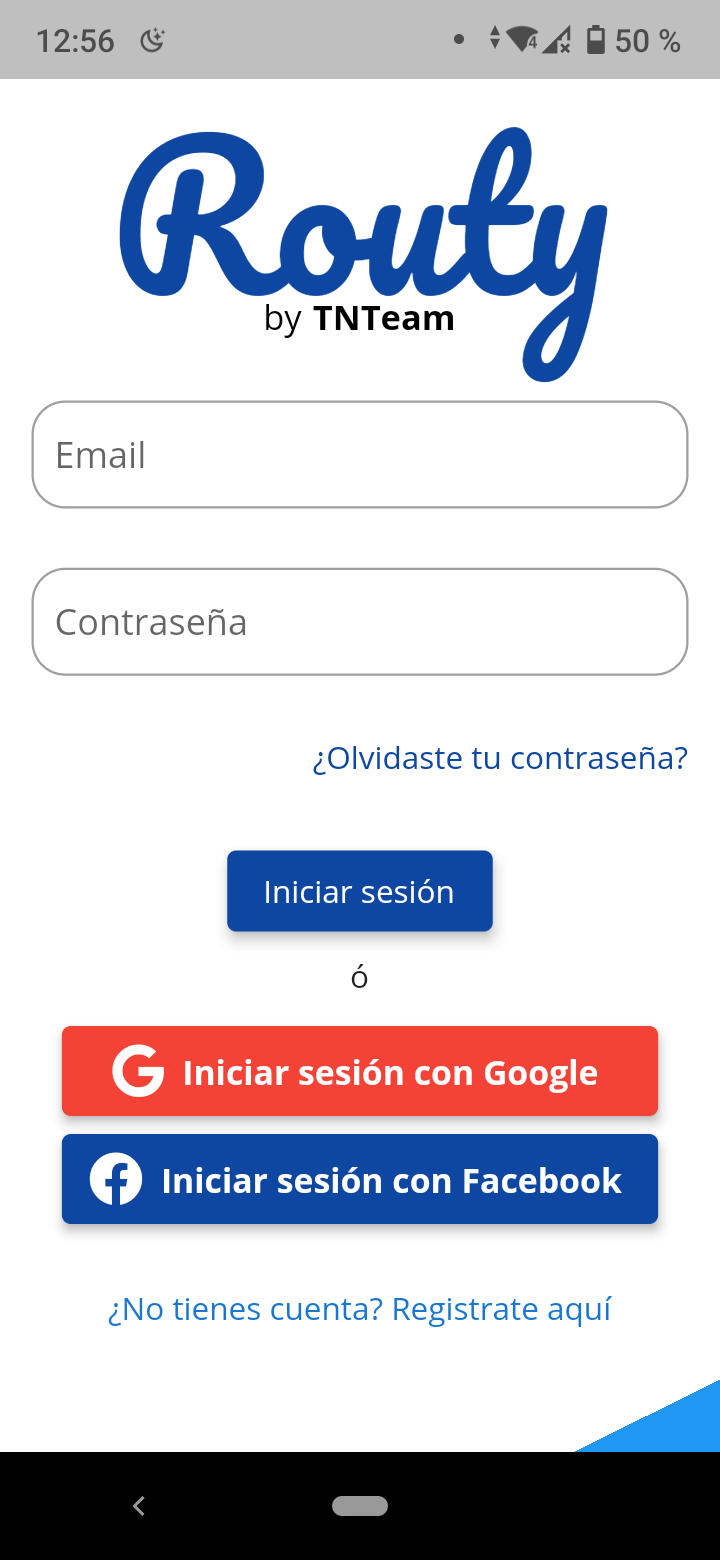 12:56
4
50 %
Routy
by TNTeam
Email
Contraseña
¿Olvidaste tu contraseña?
Iniciar sesión
ó
G Iniciar sesión con Google
f Iniciar sesión con Facebook
¿No tienes cuenta? Registrate aquí